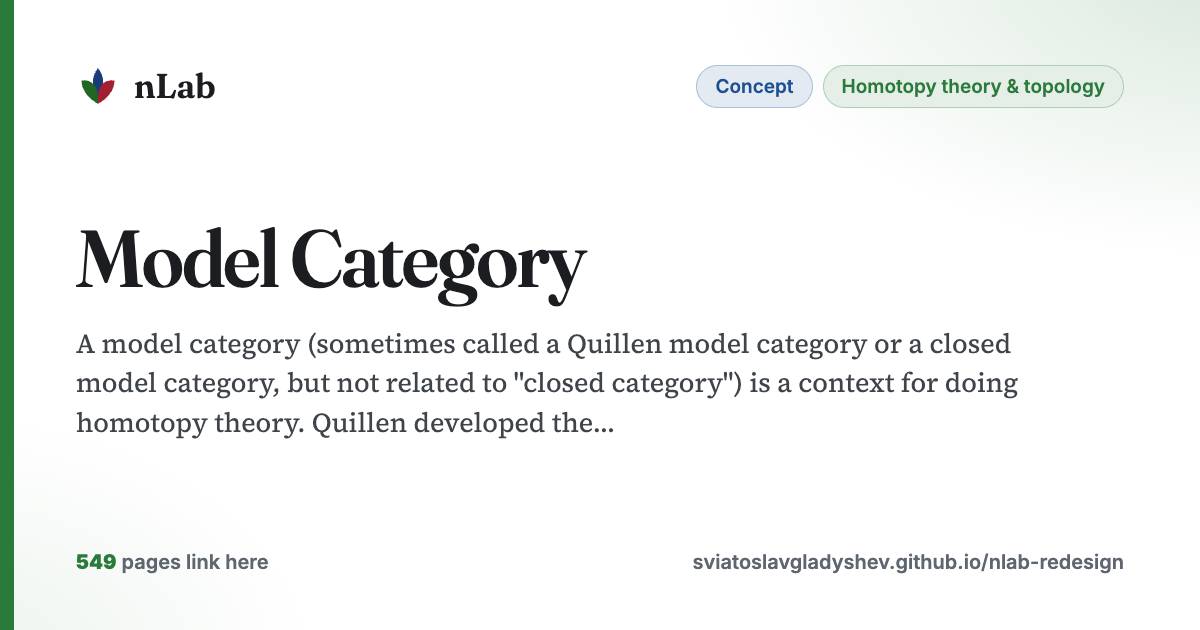 nLab
Concept
Homotopy theory & topology
Model Category
A model category (sometimes called a Quillen model category or a closed
model category, but not related to "closed category") is a context for doing
homotopy theory. Quillen developed the...
549 pages link here
sviatoslavgladyshev.github.io/nlab-redesign